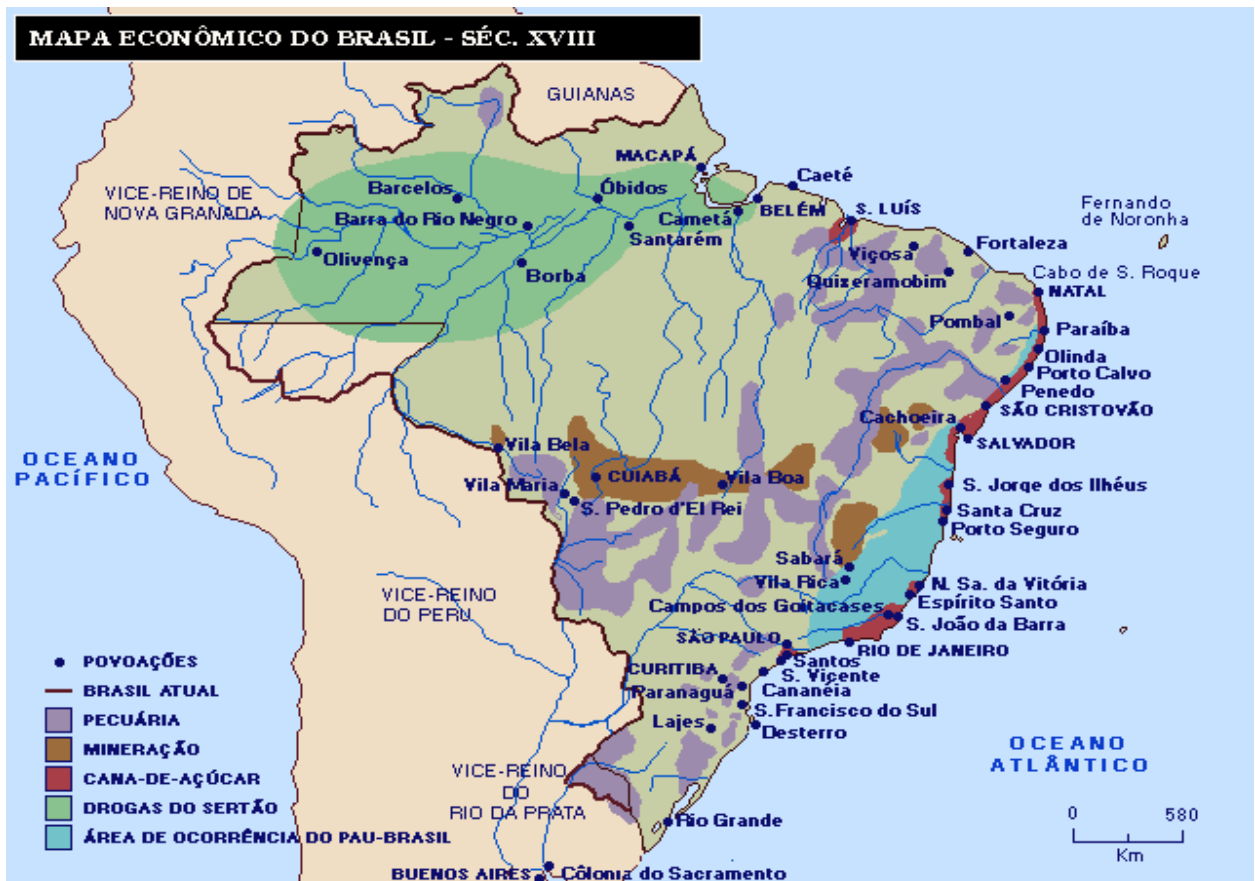 MAPA ECONÔMICO DO BRASIL - SÉC. XVIII
GUIANAS
MACAPÁ
VICE-REINO DE
NOVA GRANADA
Barcelos
Óbidos
Caeté
Barra do Rio Negro
Cametá
BELÉM
S. LUÍS
Fernando
de Noronha
Santarém
Olivença
Borba
Viçosa
Fortaleza
Quizeramobim
Cabo de S. Roque
NATAL
Pombal
Paraíba
Olinda
Porto Calvo
Penedo
SÃO CRISTOVÃO
Cachoeira
SALVADOR
OCEANO
PACÍFICO
Vila Bela
CUIABÁ
Vila Boa
Vila Maria
S. Pedro d'El Rei
S. Jorge dos Ilhéus
Santa Cruz
Porto Seguro
Sabará
Vila Rica
N. Sa. da Vitória
VICE-REINO
DO PERU
Campos dos Goitacases
Espírito Santo
S. João da Barra
SÃO PAULO
RIO DE JANEIRO
Santos
S. Vicente
CURITIBA
Paranaguá
Cananéia
S.Francisco do Sul
Lajes
Desterro
OCEANO
ATLÂNTICO
VICE-REINO
DO
RIO DA PRATA
Rio Grande
BUENOS AIRES
Côlonia do Sacramento
POVOAÇÕES
BRASIL ATUAL
PECUÁRIA
MINERAÇÃO
CANA-DE-AÇÚCAR
DROGAS DO SERTÃO
ÁREA DE OCORRÊNCIA DO PAU-BRASIL
0 580
Km